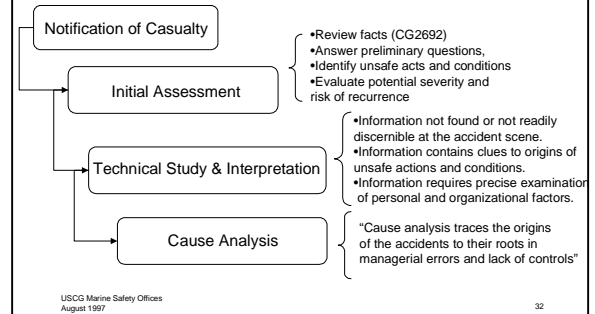 Notification of Casualty
•Review facts (CG2692)
•Answer preliminary questions,
•Identify unsafe acts and conditions
•Evaluate potential severity and
risk of recurrence
Initial Assessment
•Information not found or not readily
discernible at the accident scene.
•Information contains clues to origins of
unsafe actions and conditions.
•Information requires precise examination
of personal and organizational factors.
Technical Study & Interpretation
Cause Analysis
“Cause analysis traces the origins
of the accidents to their roots in
managerial errors and lack of controls”
USCG Marine Safety Offices
August 1997
32